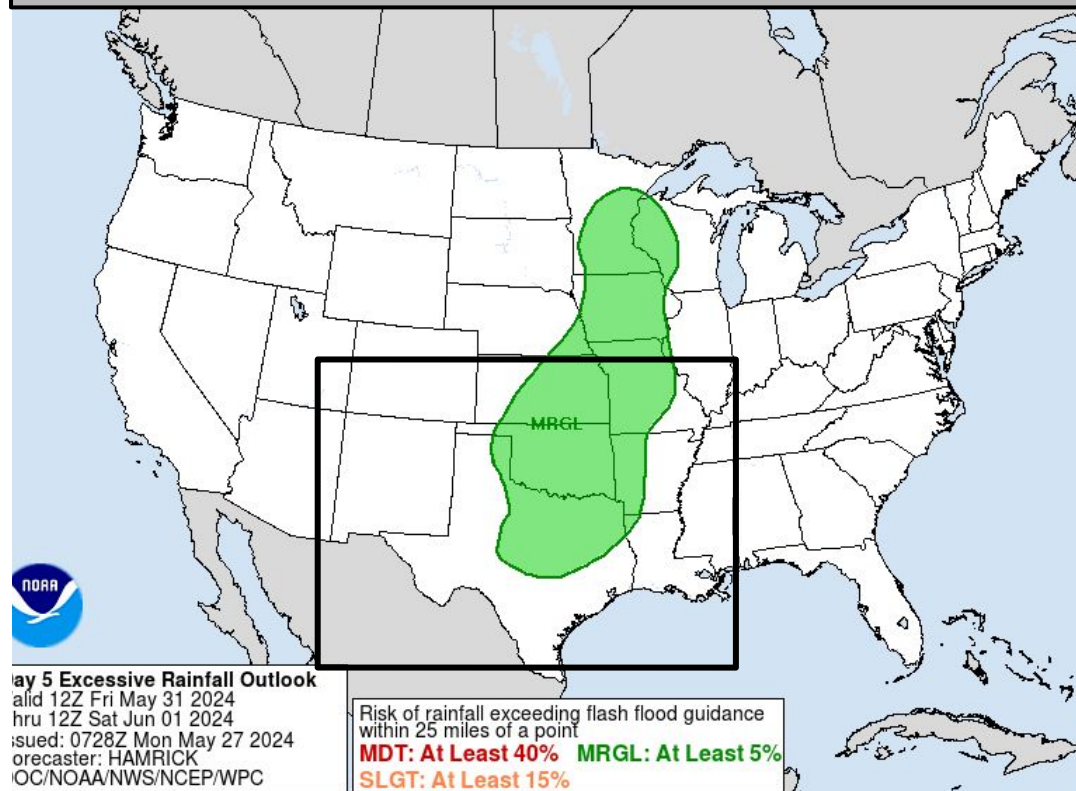 MRGL
NOAA
ay 5 Excessive Rainfall Outlook
alid 12Z Fri May 31 2024
hru 12Z Sat Jun 01 2024
ssued: 0728Z Mon May 27 2024
orecaster: HAMRICK
DOC/NOAA/NWS/NCEP/WPC
Risk of rainfall exceeding flash flood guidance
within 25 miles of a point
MDT: At Least 40% MRGL: At Least 5%
SLGT: At Least 15%